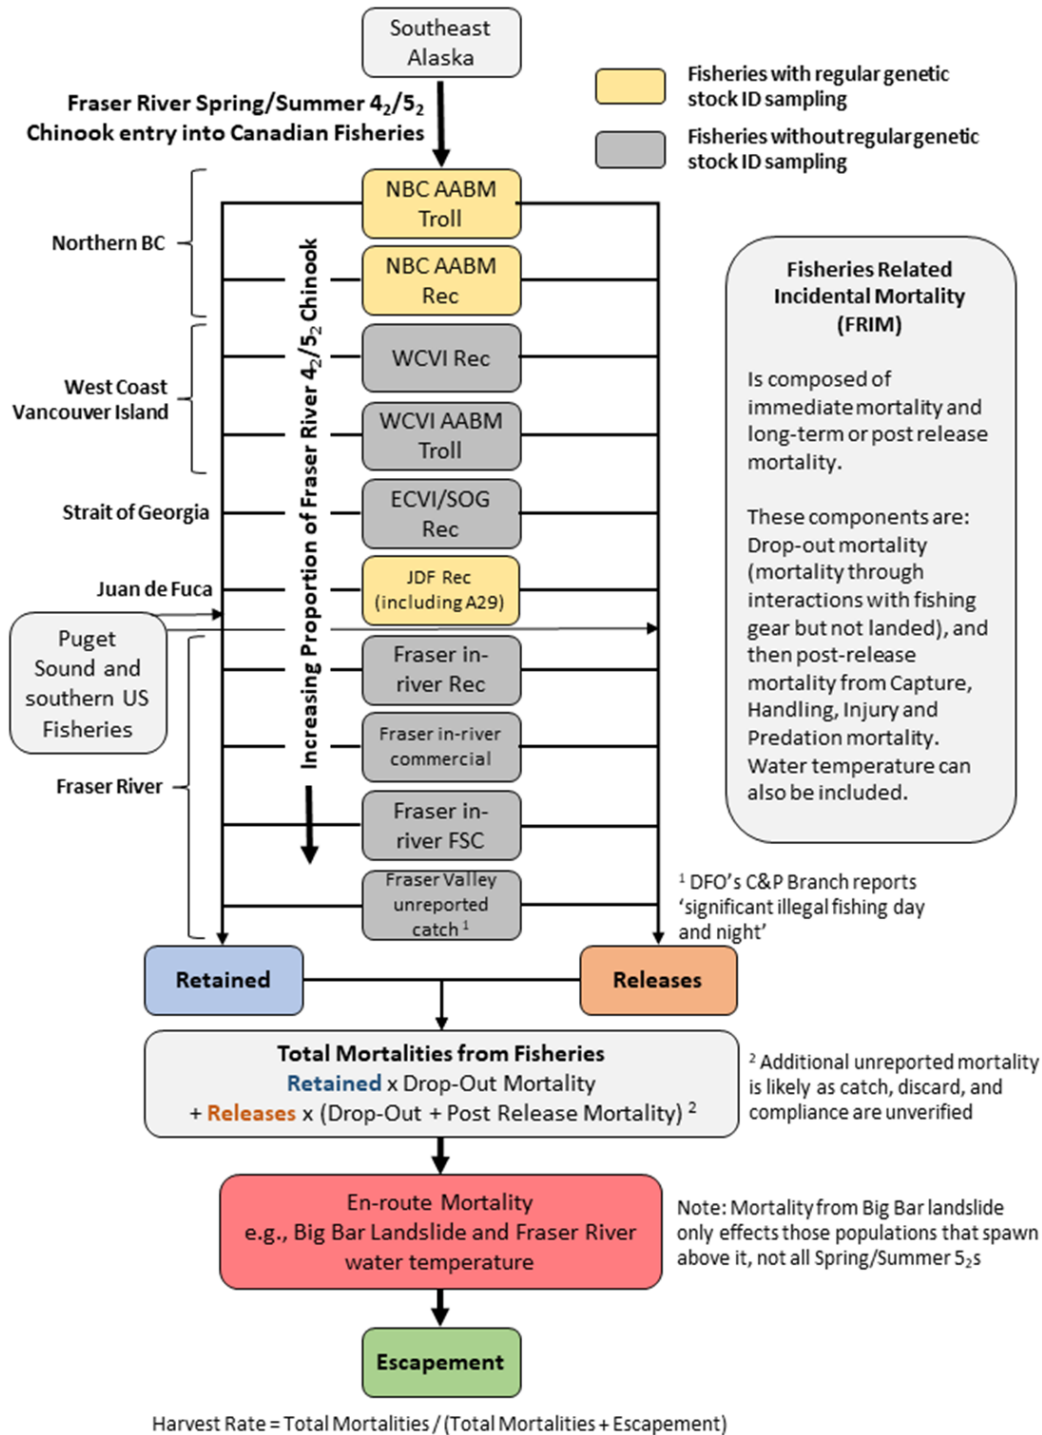 Southeast
Alaska
Fraser River Spring/Summer 4₂/5₂
Chinook entry into Canadian Fisheries
Fisheries with regular genetic
stock ID sampling
Fisheries without regular genetic
stock ID sampling
Northern BC
West Coast
Vancouver Island
Strait of Georgia
Juan de Fuca
Puget
Sound and
southern US
Fisheries
Fraser River
Increasing Proportion of Fraser River 4₂/5₂ Chinook
NBC AABM
Troll
NBC AABM
Rec
WCVI Rec
WCVI AABM
Troll
ECVI/SOG
Rec
JDF Rec
(including A29)
Fraser in-
river Rec
Fraser in-river
commercial
Fraser in-
river FSC
Fraser Valley
unreported
catch ¹
Fisheries Related
Incidental Mortality
(FRIM)
Is composed of
immediate mortality and
long-term or post release
mortality.
These components are:
Drop-out mortality
(mortality through
interactions with fishing
gear but not landed), and
then post-release
mortality from Capture,
Handling, Injury and
Predation mortality.
Water temperature can
also be included.
¹ DFO's C&P Branch reports
'significant illegal fishing day
and night'
Retained
Releases
Total Mortalities from Fisheries
Retained x Drop-Out Mortality
+ Releases x (Drop-Out + Post Release Mortality) ²
² Additional unreported mortality
is likely as catch, discard, and
compliance are unverified
En-route Mortality
e.g., Big Bar Landslide and Fraser River
water temperature
Note: Mortality from Big Bar landslide
only effects those populations that spawn
above it, not all Spring/Summer 5₂s
Escapement
Harvest Rate = Total Mortalities / (Total Mortalities + Escapement)